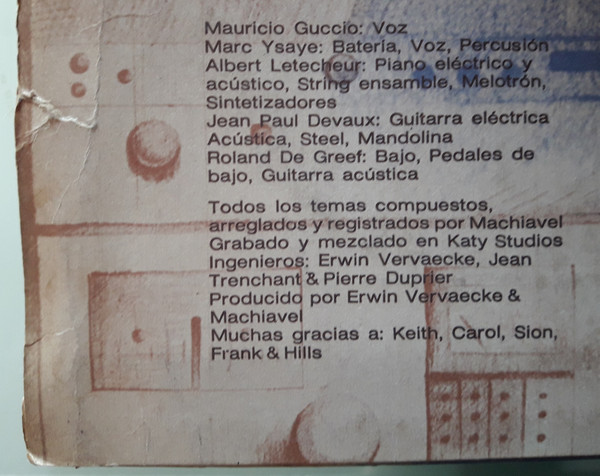 Mauricio Guccio: Voz
Marc Ysaye: Bateria, Voz, Percusión
Albert Letecheur: Piano eléctrico y
acústico, String ensamble, Melotrón,
Sintetizadores
Jean Paul Devaux: Guitarra eléctrica
Acústica, Steel, Mandolina
Roland De Greef: Bajo, Pedales de
bajo, Guitarra acústica
Todos los temas compuestos,
arreglados y registrados por Machiavel
Grabado y mezclado en Katy Studios
Ingenieros: Erwin Vervaecke, Jean
Trenchant & Pierre Duprier
Producido por Erwin Vervaecke &
Machiavel
Muchas gracias a: Keith, Carol, Sion,
Frank & Hills